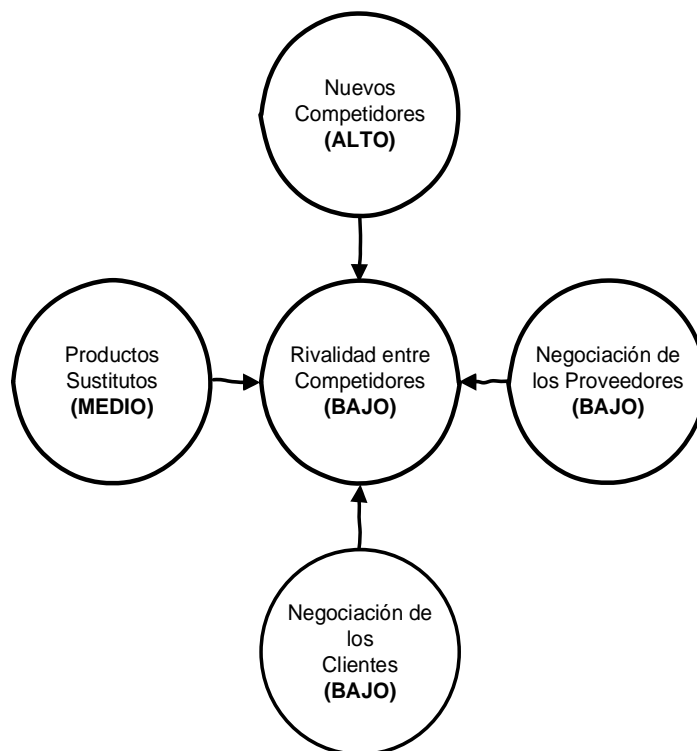 Nuevos
Competidores
(ALTO)
Productos
Sustitutos
(MEDIO)
Rivalidad entre
Competidores
(BAJO)
Negociación de
los Proveedores
(BAJO)
Negociación de
los
Clientes
(BAJO)